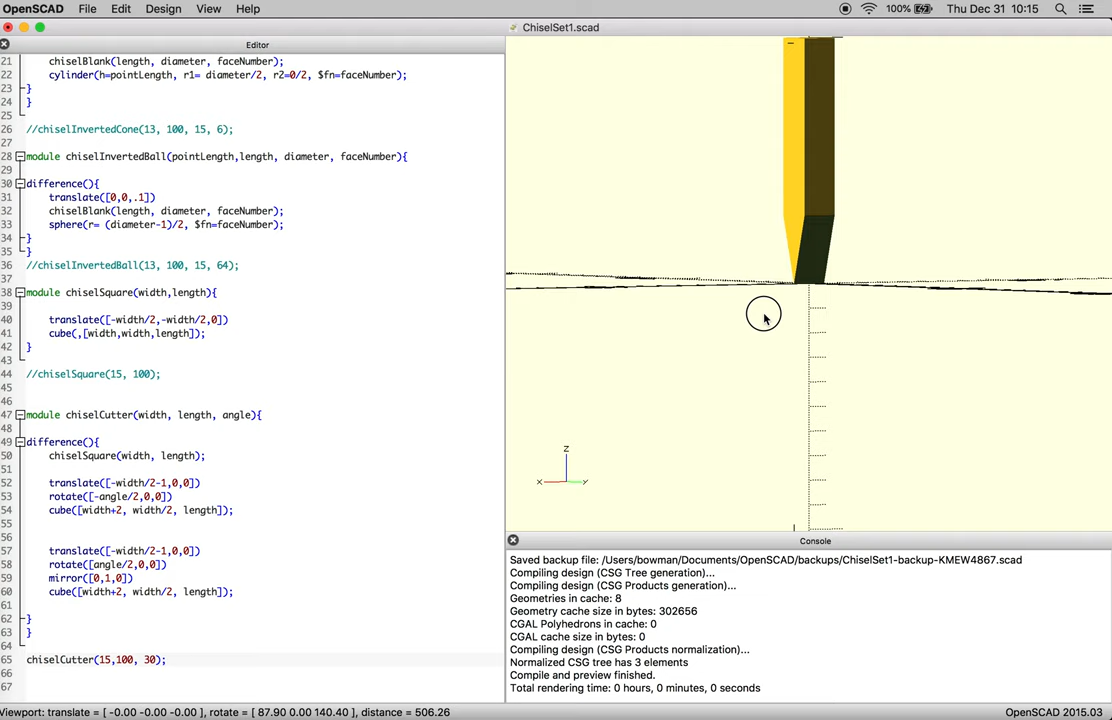 OpenSCAD File Edit Design View Help 100% Thu Dec 31 10:15
ChiselSet1.scad
Editor
21 chiselBlank(length, diameter, faceNumber);
22 cylinder(h=pointLength, r1= diameter/2, r2=0/2, $fn=faceNumber);
23 }
24 }
25
26 //chiselInvertedCone(13, 100, 15, 6);
27
28 module chiselInvertedBall(pointLength,length, diameter, faceNumber){
29
30 difference(){
31 translate([0,0,.1])
32 chiselBlank(length, diameter, faceNumber);
33 sphere(r= (diameter-1)/2, $fn=faceNumber);
34 }
35 }
36 //chiselInvertedBall(13, 100, 15, 64);
37
38 module chiselSquare(width,length){
39
40 translate([-width/2,-width/2,0])
41 cube(,[width,width,length]);
42 }
43
44 //chiselSquare(15, 100);
45
46
47 module chiselCutter(width, length, angle){
48
49 difference(){
50 chiselSquare(width, length);
51
52 translate([-width/2-1,0,0])
53 rotate([-angle/2,0,0])
54 cube([width+2, width/2, length]);
55
56
57 translate([-width/2-1,0,0])
58 rotate([angle/2,0,0])
59 mirror([0,1,0])
60 cube([width+2, width/2, length]);
61
62 }
63 }
64
65 chiselCutter(15,100, 30);
66
67
Z
X Y
Console
Saved backup file: /Users/bowman/Documents/OpenSCAD/backups/ChiselSet1-backup-KMEW4867.scad
Compiling design (CSG Tree generation)...
Compiling design (CSG Products generation)...
Geometries in cache: 8
Geometry cache size in bytes: 302656
CGAL Polyhedrons in cache: 0
CGAL cache size in bytes: 0
Compiling design (CSG Products normalization)...
Normalized CSG tree has 3 elements
Compile and preview finished.
Total rendering time: 0 hours, 0 minutes, 0 seconds
Viewport: translate = [ -0.00 -0.00 -0.00 ], rotate = [ 87.90 0.00 140.40 ], distance = 506.26 OpenSCAD 2015.03